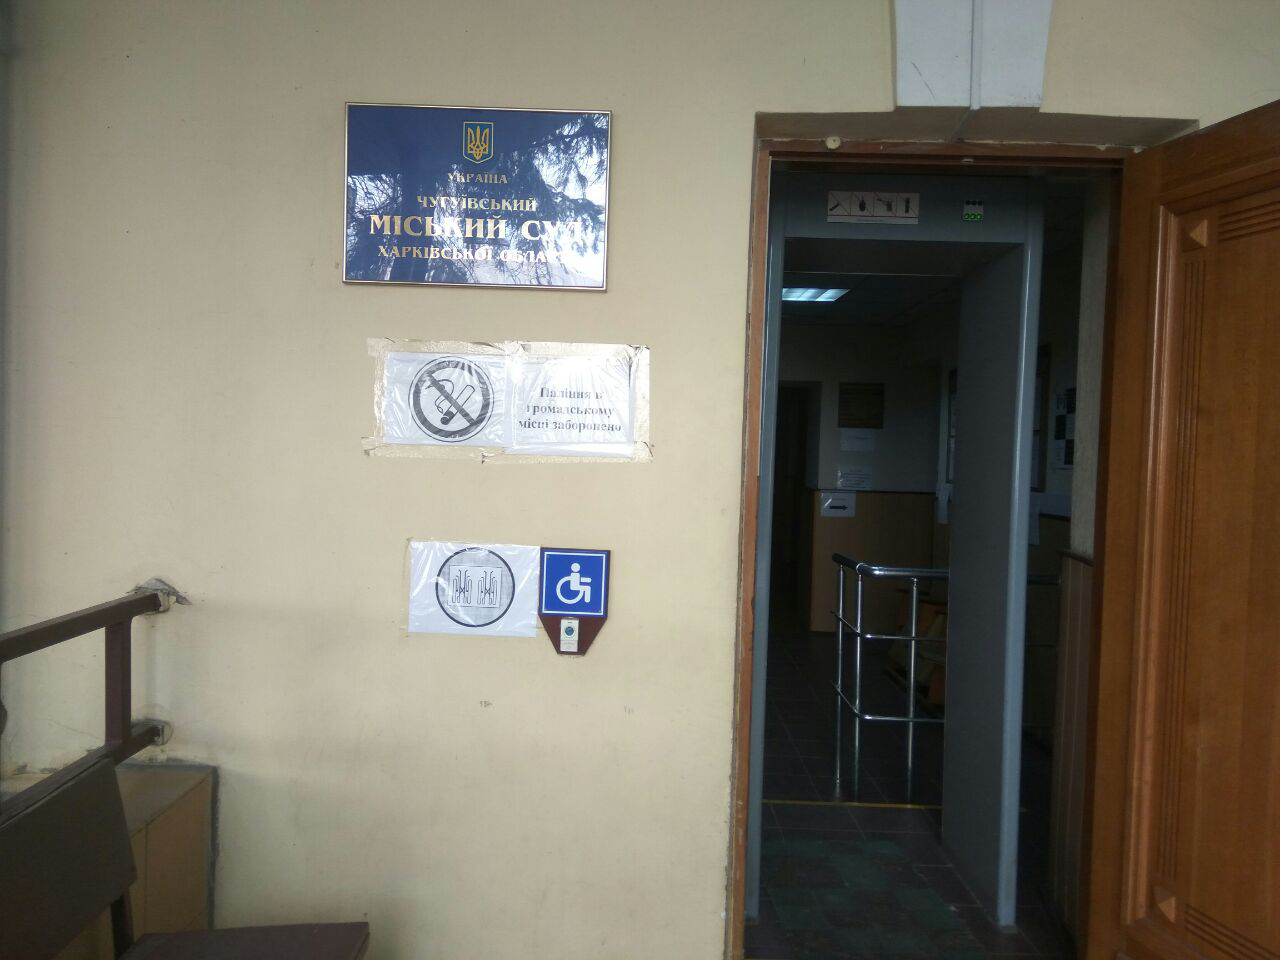 УКРАЇНА
ЧУГУЇВСЬКИЙ
МІСЬКИЙ СУД
ХАРКІВСЬКОЇ ОБЛАСТІ
Паління в
громадському
місці заборонено